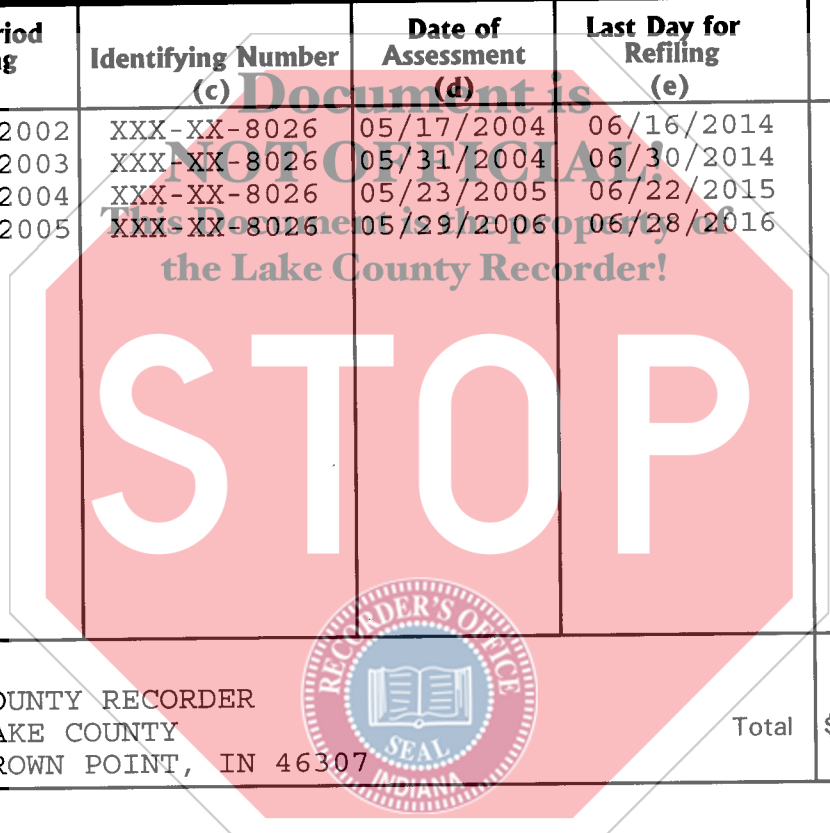 riod Date of Last Day for
g Identifying Number Assessment Refiling
(c) (d) (e)
Document is
2002 XXX-XX-8026 05/17/2004 06/16/2014
NOT OFFICIAL!
2003 XXX-XX-8026 05/31/2004 06/30/2014
2004 XXX-XX-8026 05/23/2005 06/22/2015
This Document is the property of
2005 XXX-XX-8026 05/29/2006 06/28/2016
the Lake County Recorder!
STOP
RECORDER'S OFFICE
SEAL
INDIANA
OUNTY RECORDER
AKE COUNTY Total $
ROWN POINT, IN 46307